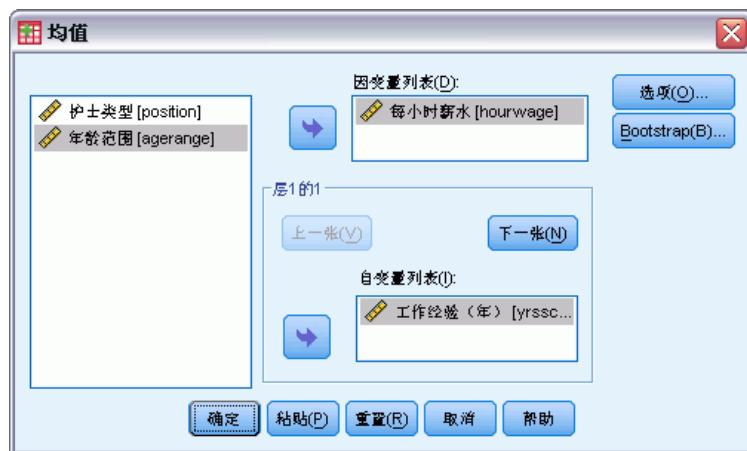 均值
因变量列表(D):
护士类型 [position]
年龄范围 [agerange]
每小时薪水 [hourwage]
选项(O)...
Bootstrap(B)...
层1的1
上一张(V)
下一张(N)
自变量列表(I):
工作经验（年） [yrssc...
确定
粘贴(P)
重置(R)
取消
帮助